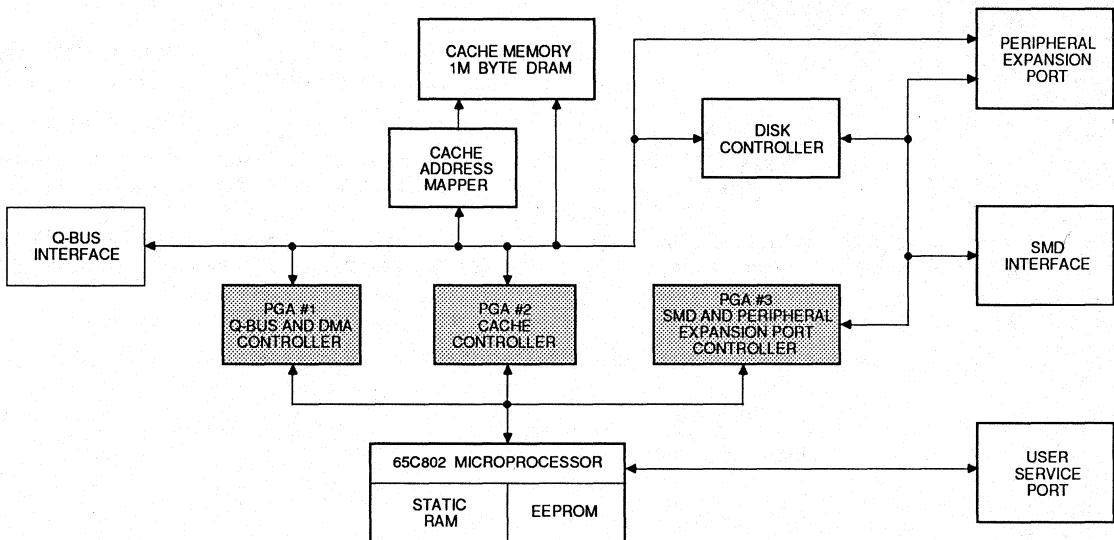 CACHE MEMORY
1M BYTE DRAM
PERIPHERAL
EXPANSION
PORT
DISK
CONTROLLER
CACHE
ADDRESS
MAPPER
Q-BUS
INTERFACE
SMD
INTERFACE
PGA #1
Q-BUS AND DMA
CONTROLLER
PGA #2
CACHE
CONTROLLER
PGA #3
SMD AND PERIPHERAL
EXPANSION PORT
CONTROLLER
65C802 MICROPROCESSOR
STATIC
RAM
EEPROM
USER
SERVICE
PORT